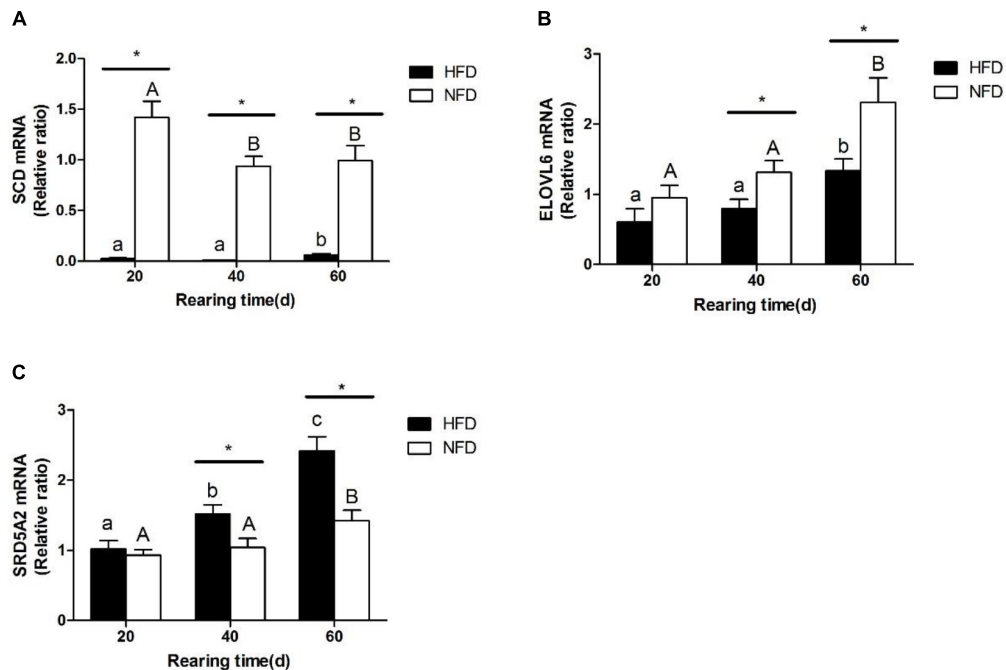 A
SCD mRNA
(Relative ratio)
2.0
1.5
1.0
0.5
0.0
*
*
*
a
A
a
B
b
B
20
40
60
Rearing time(d)
HFD
NFD
B
ELOVL6 mRNA
(Relative ratio)
3
2
1
0
*
*
a
A
a
A
b
B
20
40
60
Rearing time(d)
HFD
NFD
C
SRD5A2 mRNA
(Relative ratio)
3
2
1
0
*
*
a
A
b
A
c
B
20
40
60
Rearing time(d)
HFD
NFD